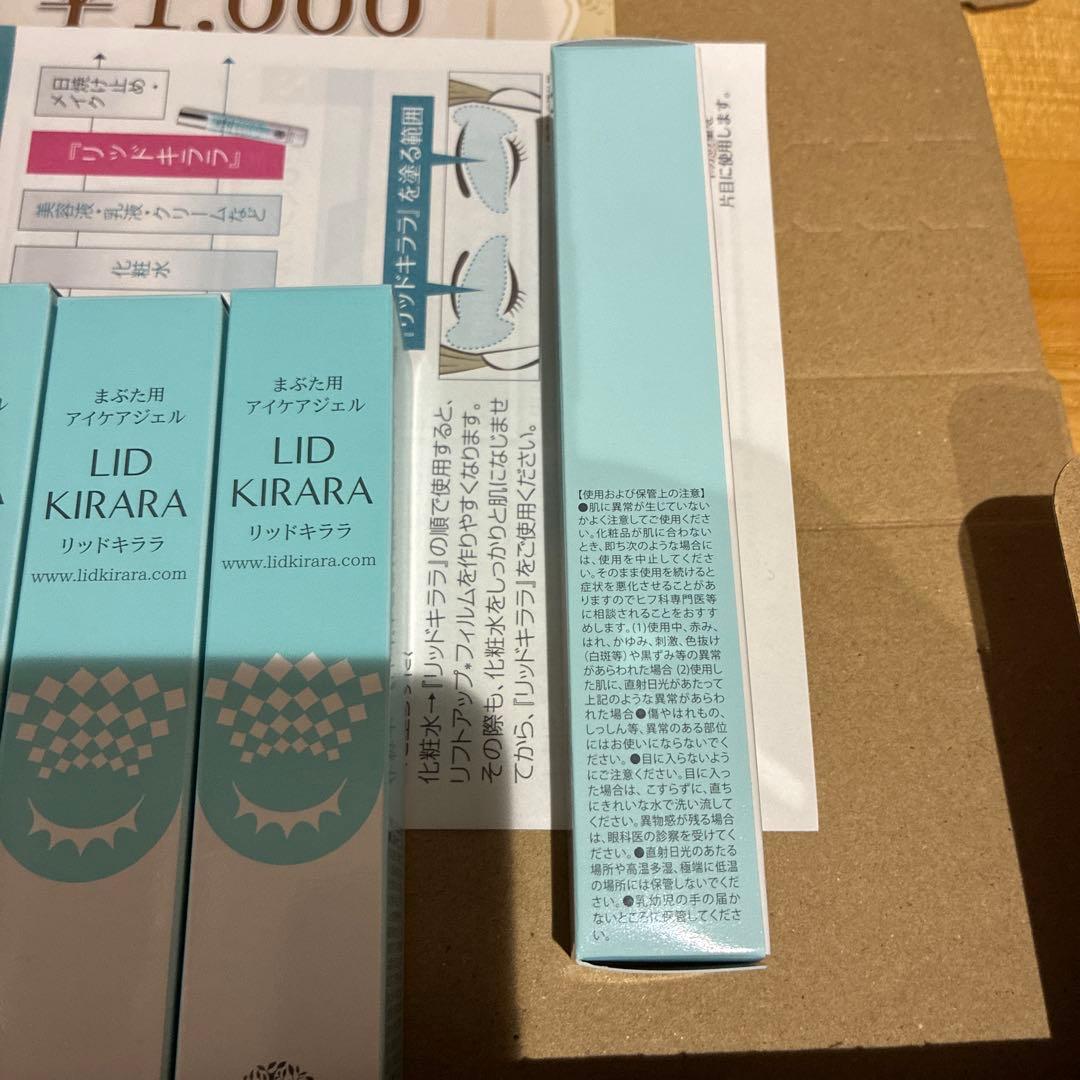 ¥1,000
日焼け止め・
メイク
『リッドキララ』
美容液・乳液・クリームなど
化粧水
『リッドキララ』を塗る範囲
片目に使用します。
化粧水→『リッドキララ』の順で使用すると、
リフトアップ*フィルムを作りやすくなります。
その際も、化粧水をしっかりと肌になじませ
てから、『リッドキララ』をご使用ください。
まぶた用
アイケアジェル
LID
KIRARA
リッドキララ
www.lidkirara.com
まぶた用
アイケアジェル
LID
KIRARA
リッドキララ
www.lidkirara.com
【使用および保管上の注意】
●肌に異常が生じていない
かよく注意してご使用くださ
い。化粧品が肌に合わない
とき、即ち次のような場合に
は、使用を中止してくださ
い。そのまま使用を続けると
症状を悪化させることがあ
りますのでヒフ科専門医等
に相談されることをおすす
めします。(1)使用中、赤み、
はれ、かゆみ、刺激、色抜け
(白斑等)や黒ずみ等の異常
があらわれた場合 (2)使用し
た肌に、直射日光があたって
上記のような異常があらわ
れた場合●傷やはれもの、
しっしん等、異常のある部位
にはお使いにならないでく
ださい。●目に入らないよう
にご注意ください。目に入っ
た場合は、こすらずに、直ち
にきれいな水で洗い流して
ください。異物感が残る場合
は、眼科医の診察を受けてく
ださい。●直射日光のあたる
場所や高温多湿、極端に低温
の場所には保管しないでくだ
さい。●乳幼児の手の届か
ないところに保管してくださ
い。